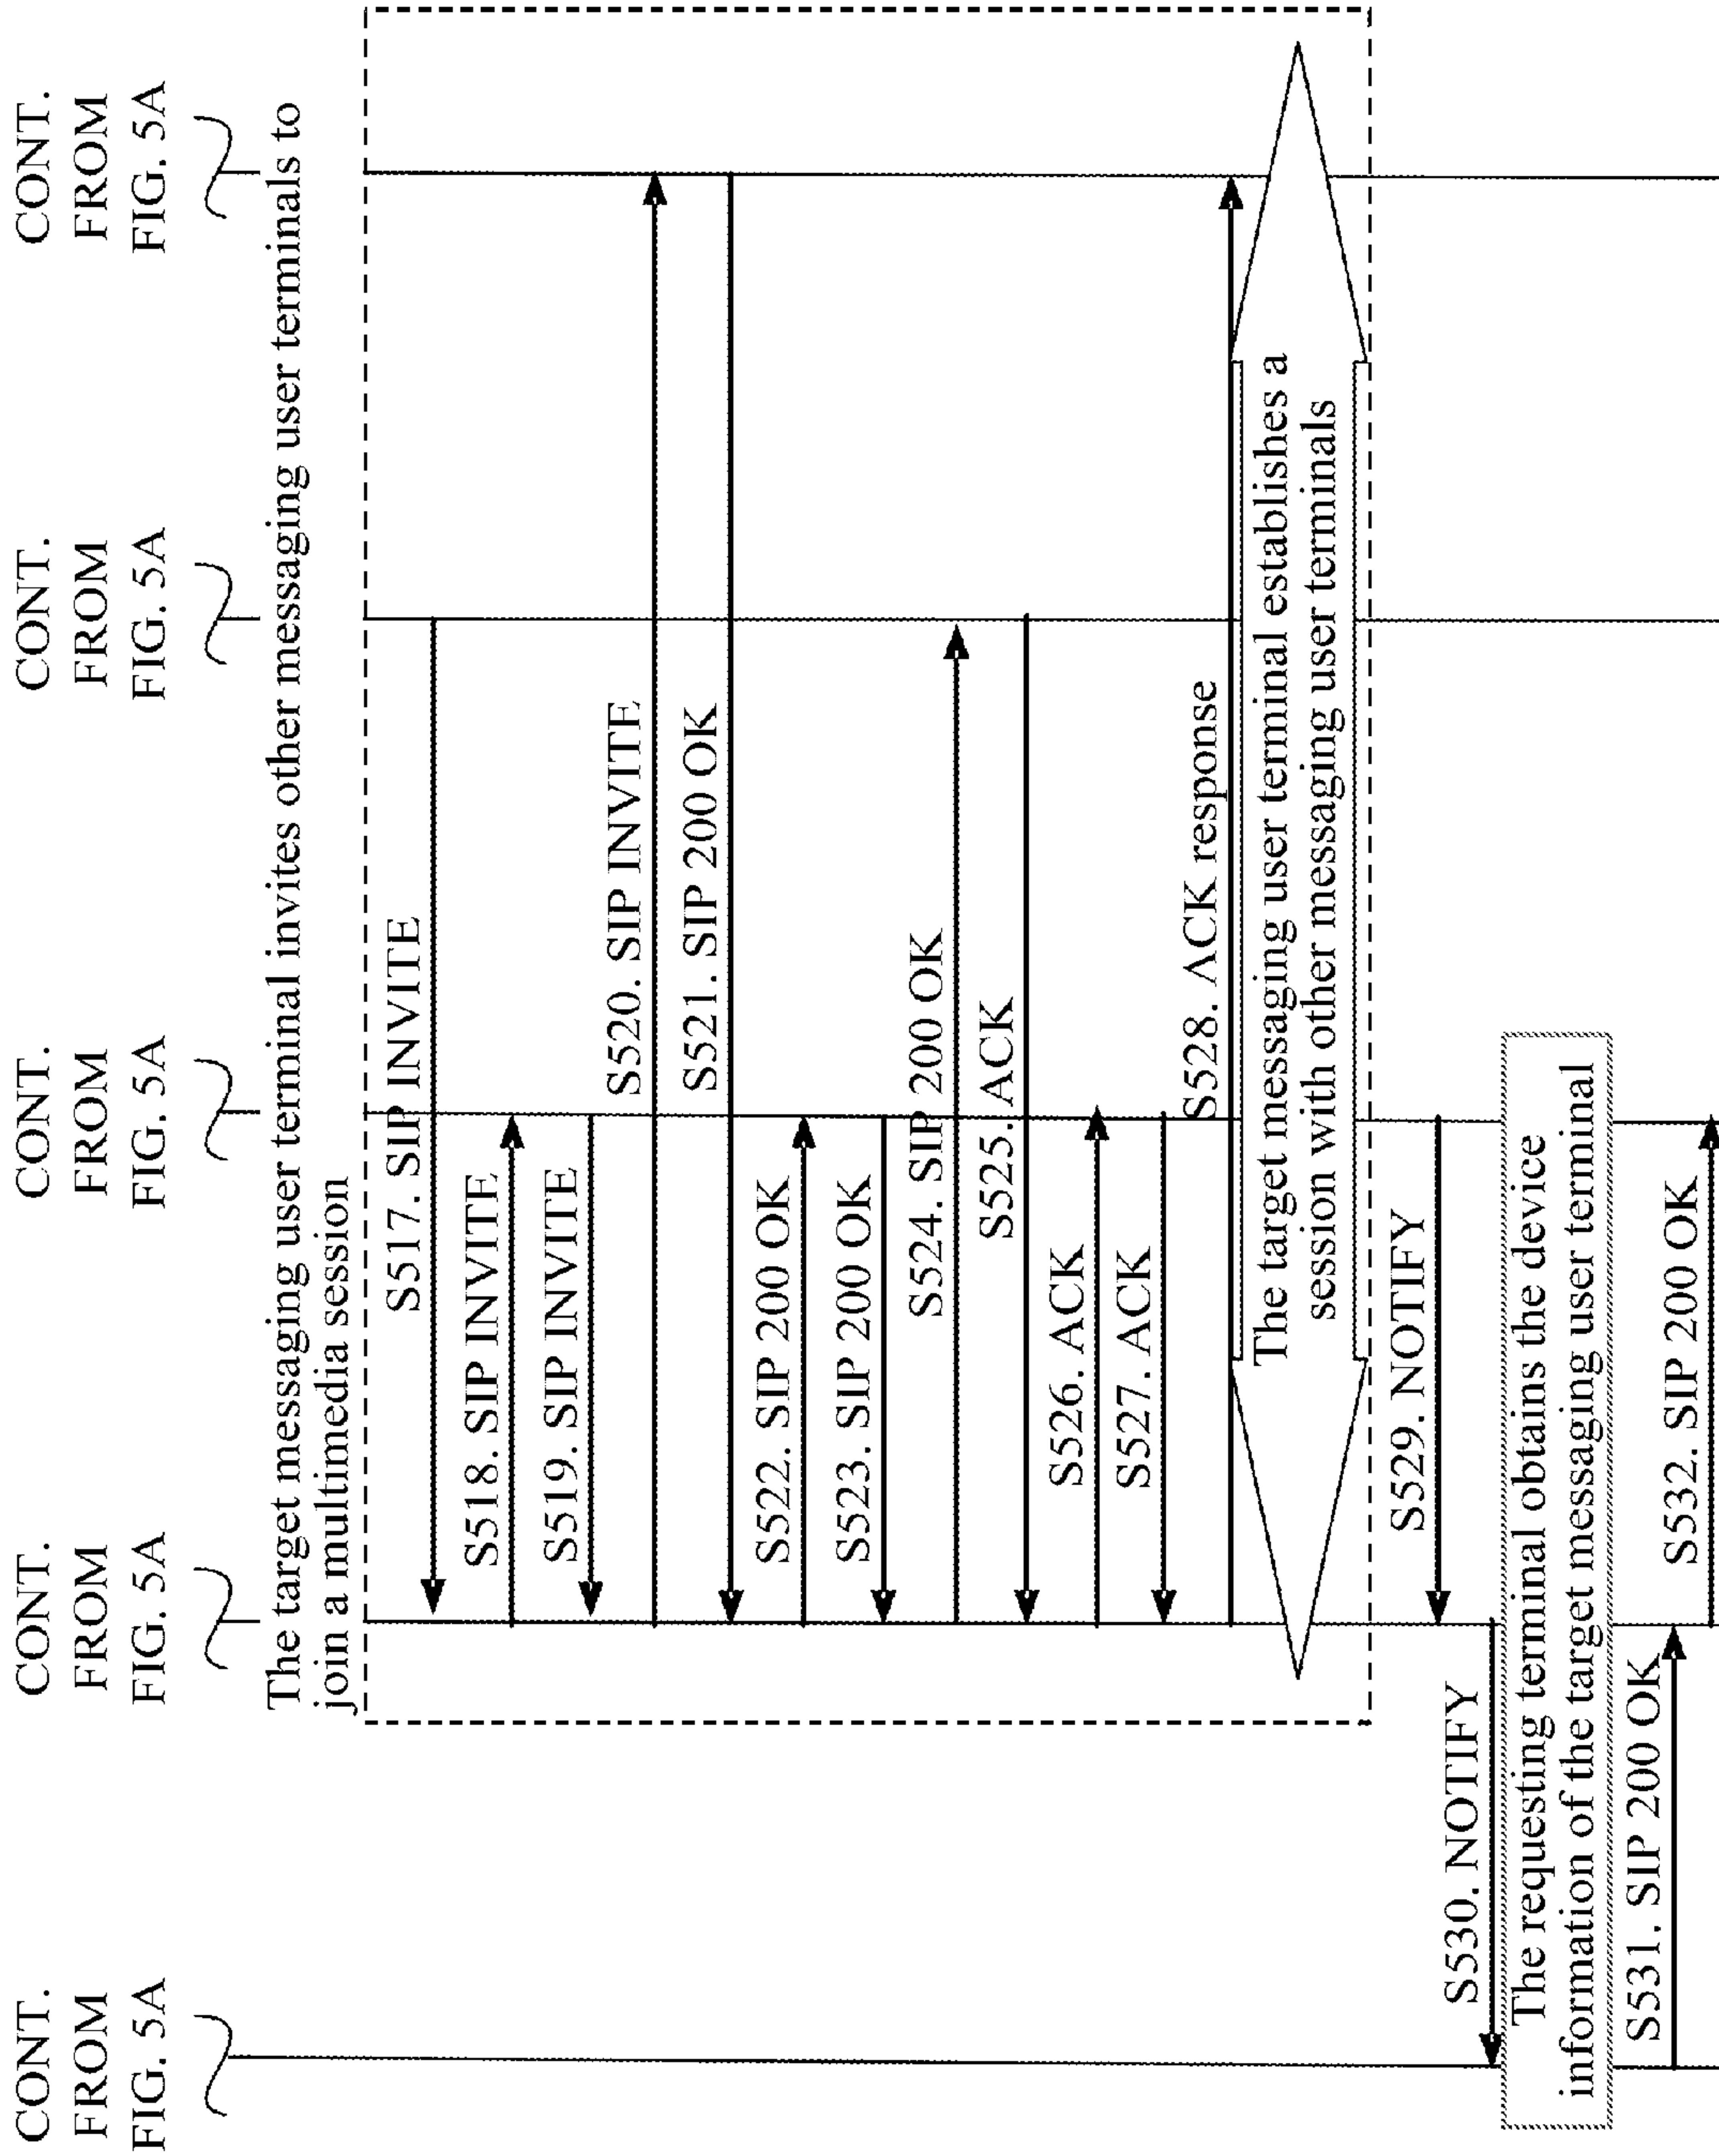 CONT.
FROM
FIG. 5A
CONT.
FROM
FIG. 5A
CONT.
FROM
FIG. 5A
CONT.
FROM
FIG. 5A
CONT.
FROM
FIG. 5A
The target messaging user terminal invites other messaging user terminals to
join a multimedia session
S517. SIP INVITE
S518. SIP INVITE
S519. SIP INVITE
S520. SIP INVITE
S521. SIP 200 OK
S522. SIP 200 OK
S523. SIP 200 OK
S524. SIP 200 OK
S525. ACK
S526. ACK
S527. ACK
S528. ACK response
The target messaging user terminal establishes a
session with other messaging user terminals
S529. NOTIFY
S530. NOTIFY
The requesting terminal obtains the device
information of the target messaging user terminal
S531. SIP 200 OK
S532. SIP 200 OK